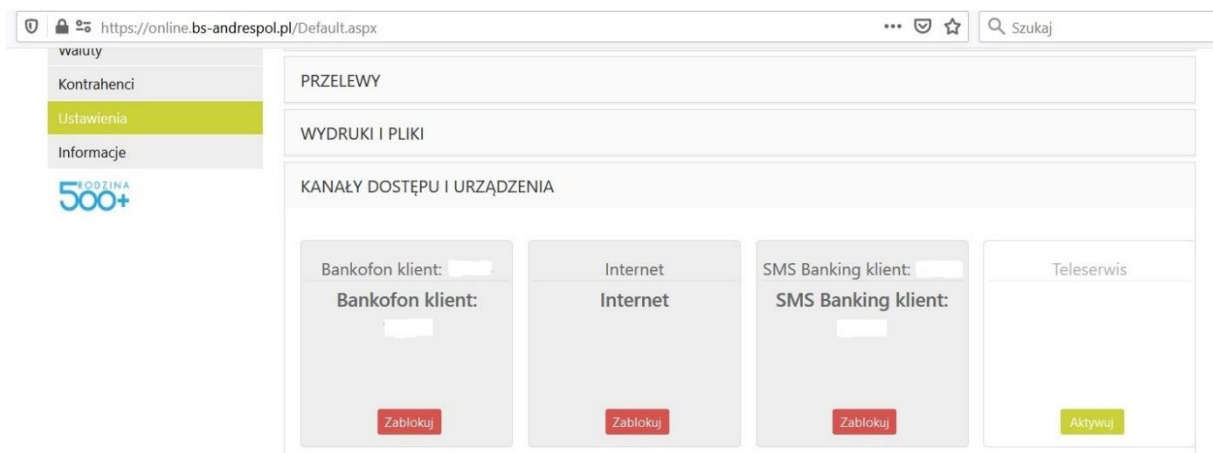 https://online.bs-andrespol.pl/Default.aspx
Szukaj
Waluty
Kontrahenci
Ustawienia
Informacje
RODZINA
500+
PRZELEWY
WYDRUKI I PLIKI
KANAŁY DOSTĘPU I URZĄDZENIA
Bankofon klient:
Bankofon klient:
Zablokuj
Internet
Internet
Zablokuj
SMS Banking klient:
SMS Banking klient:
Zablokuj
Teleserwis
Aktywuj